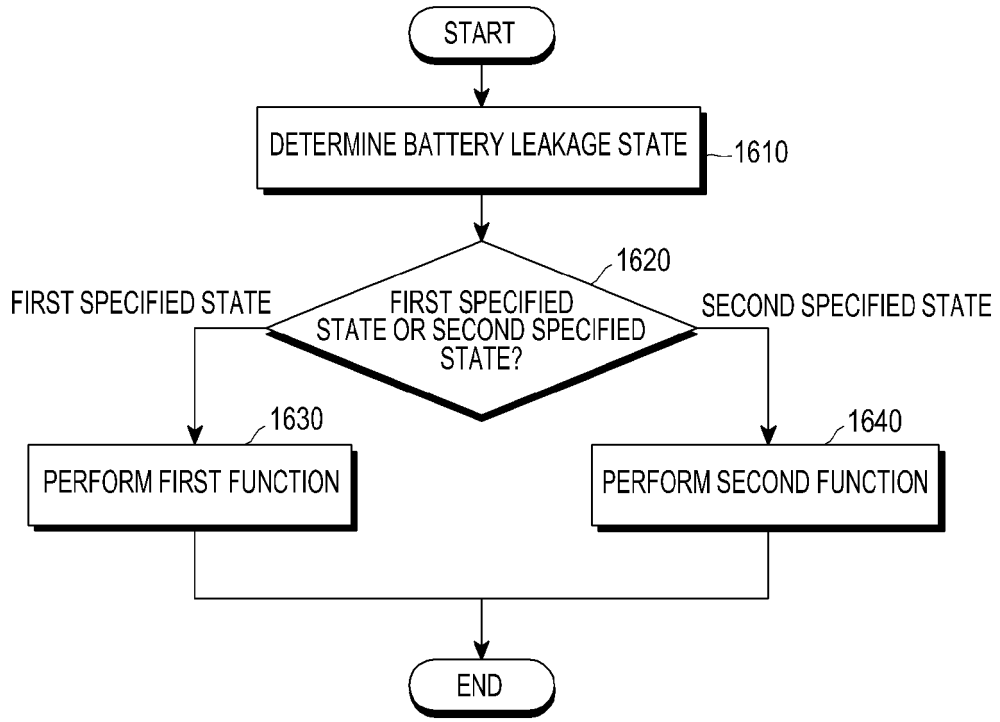 START
DETERMINE BATTERY LEAKAGE STATE
1610
1620
FIRST SPECIFIED STATE
FIRST SPECIFIED
STATE OR SECOND SPECIFIED
STATE?
SECOND SPECIFIED STATE
1630
PERFORM FIRST FUNCTION
1640
PERFORM SECOND FUNCTION
END